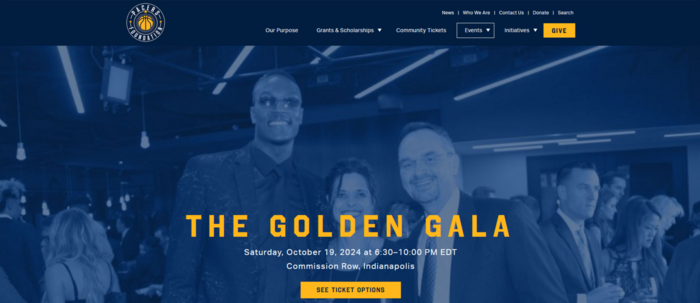 PACERS FOUNDATION
News | Who We Are | Contact Us | Donate | Search
Our Purpose Grants & Scholarships ▼ Community Tickets Events ▼ Initiatives ▼ GIVE
THE GOLDEN GALA
Saturday, October 19, 2024 at 6:30–10:00 PM EDT
Commission Row, Indianapolis
SEE TICKET OPTIONS